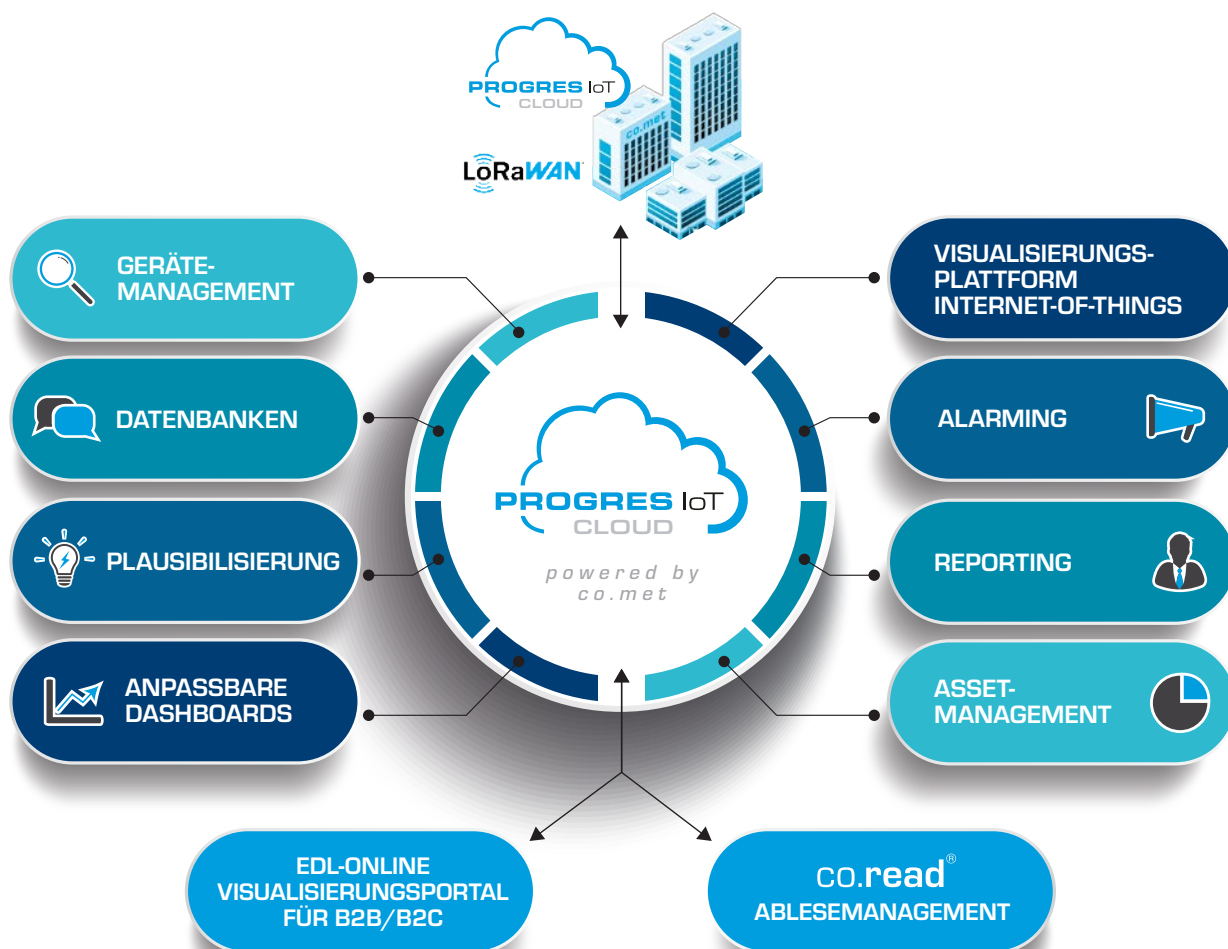 PROGRES IoT
CLOUD
co.met
LoRaWAN
GERÄTE-
MANAGEMENT
DATENBANKEN
PLAUSIBILISIERUNG
ANPASSBARE
DASHBOARDS
VISUALISIERUNGS-
PLATTFORM
INTERNET-OF-THINGS
ALARMING
REPORTING
ASSET-
MANAGEMENT
PROGRES IoT
CLOUD
powered by
co.met
EDL-ONLINE
VISUALISIERUNGSPORTAL
FÜR B2B/B2C
co.read®
ABLESEMANAGEMENT